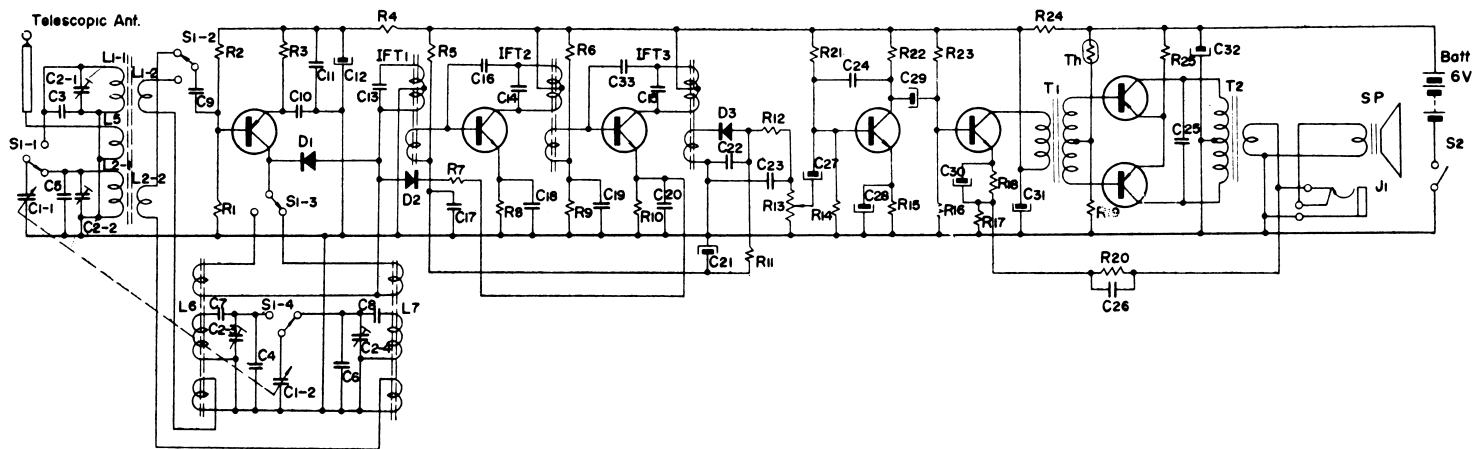 Telescopic Ant.
S1-2
L1-1
L1-2
C2-1
C3
C9
L5
S1-1
L2-1
L2-2
C5
C1-1
C2-2
R2
R3
C11
C12
C10
D1
R1
S1-3
R4
IFT1
C13
R5
C16
IFT2
C14
D2
R7
C17
R8
C18
R6
C33
IFT3
C15
R9
C19
R10
C20
D3
R12
C22
C23
R13
C21
R11
R21
C24
R22
C29
R23
C27
R14
C28
R15
R16
C30
R18
R17
C31
R24
Th
T1
R19
R25
C25
C32
T2
R20
C26
SP
J1
Batt
6V
S2
L6
C7
S1-4
C8
L7
C2-3
C4
C1-2
C6
C2-4